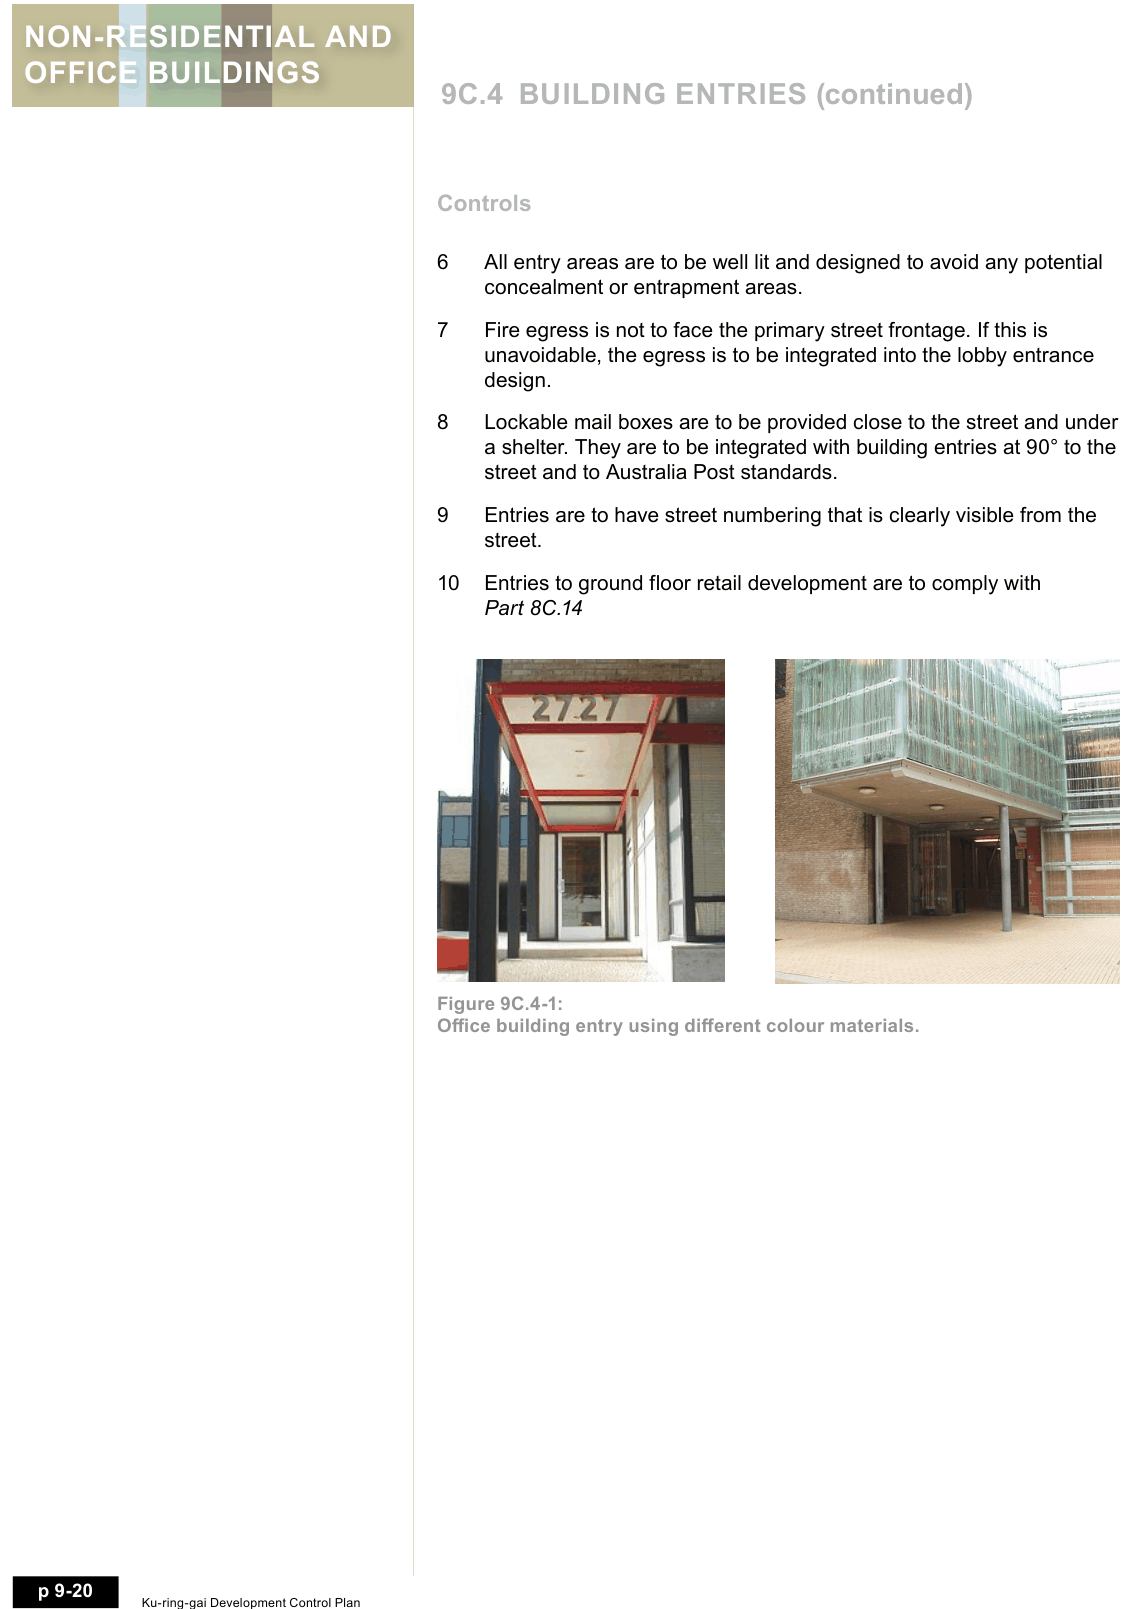 NON-RESIDENTIAL AND
OFFICE BUILDINGS
9C.4 BUILDING ENTRIES (continued)
Controls
6 All entry areas are to be well lit and designed to avoid any potential
concealment or entrapment areas.
7 Fire egress is not to face the primary street frontage. If this is
unavoidable, the egress is to be integrated into the lobby entrance
design.
8 Lockable mail boxes are to be provided close to the street and under
a shelter. They are to be integrated with building entries at 90° to the
street and to Australia Post standards.
9 Entries are to have street numbering that is clearly visible from the
street.
10 Entries to ground floor retail development are to comply with
Part 8C.14
2727
Figure 9C.4-1:
Office building entry using different colour materials.
p 9-20
Ku-ring-gai Development Control Plan